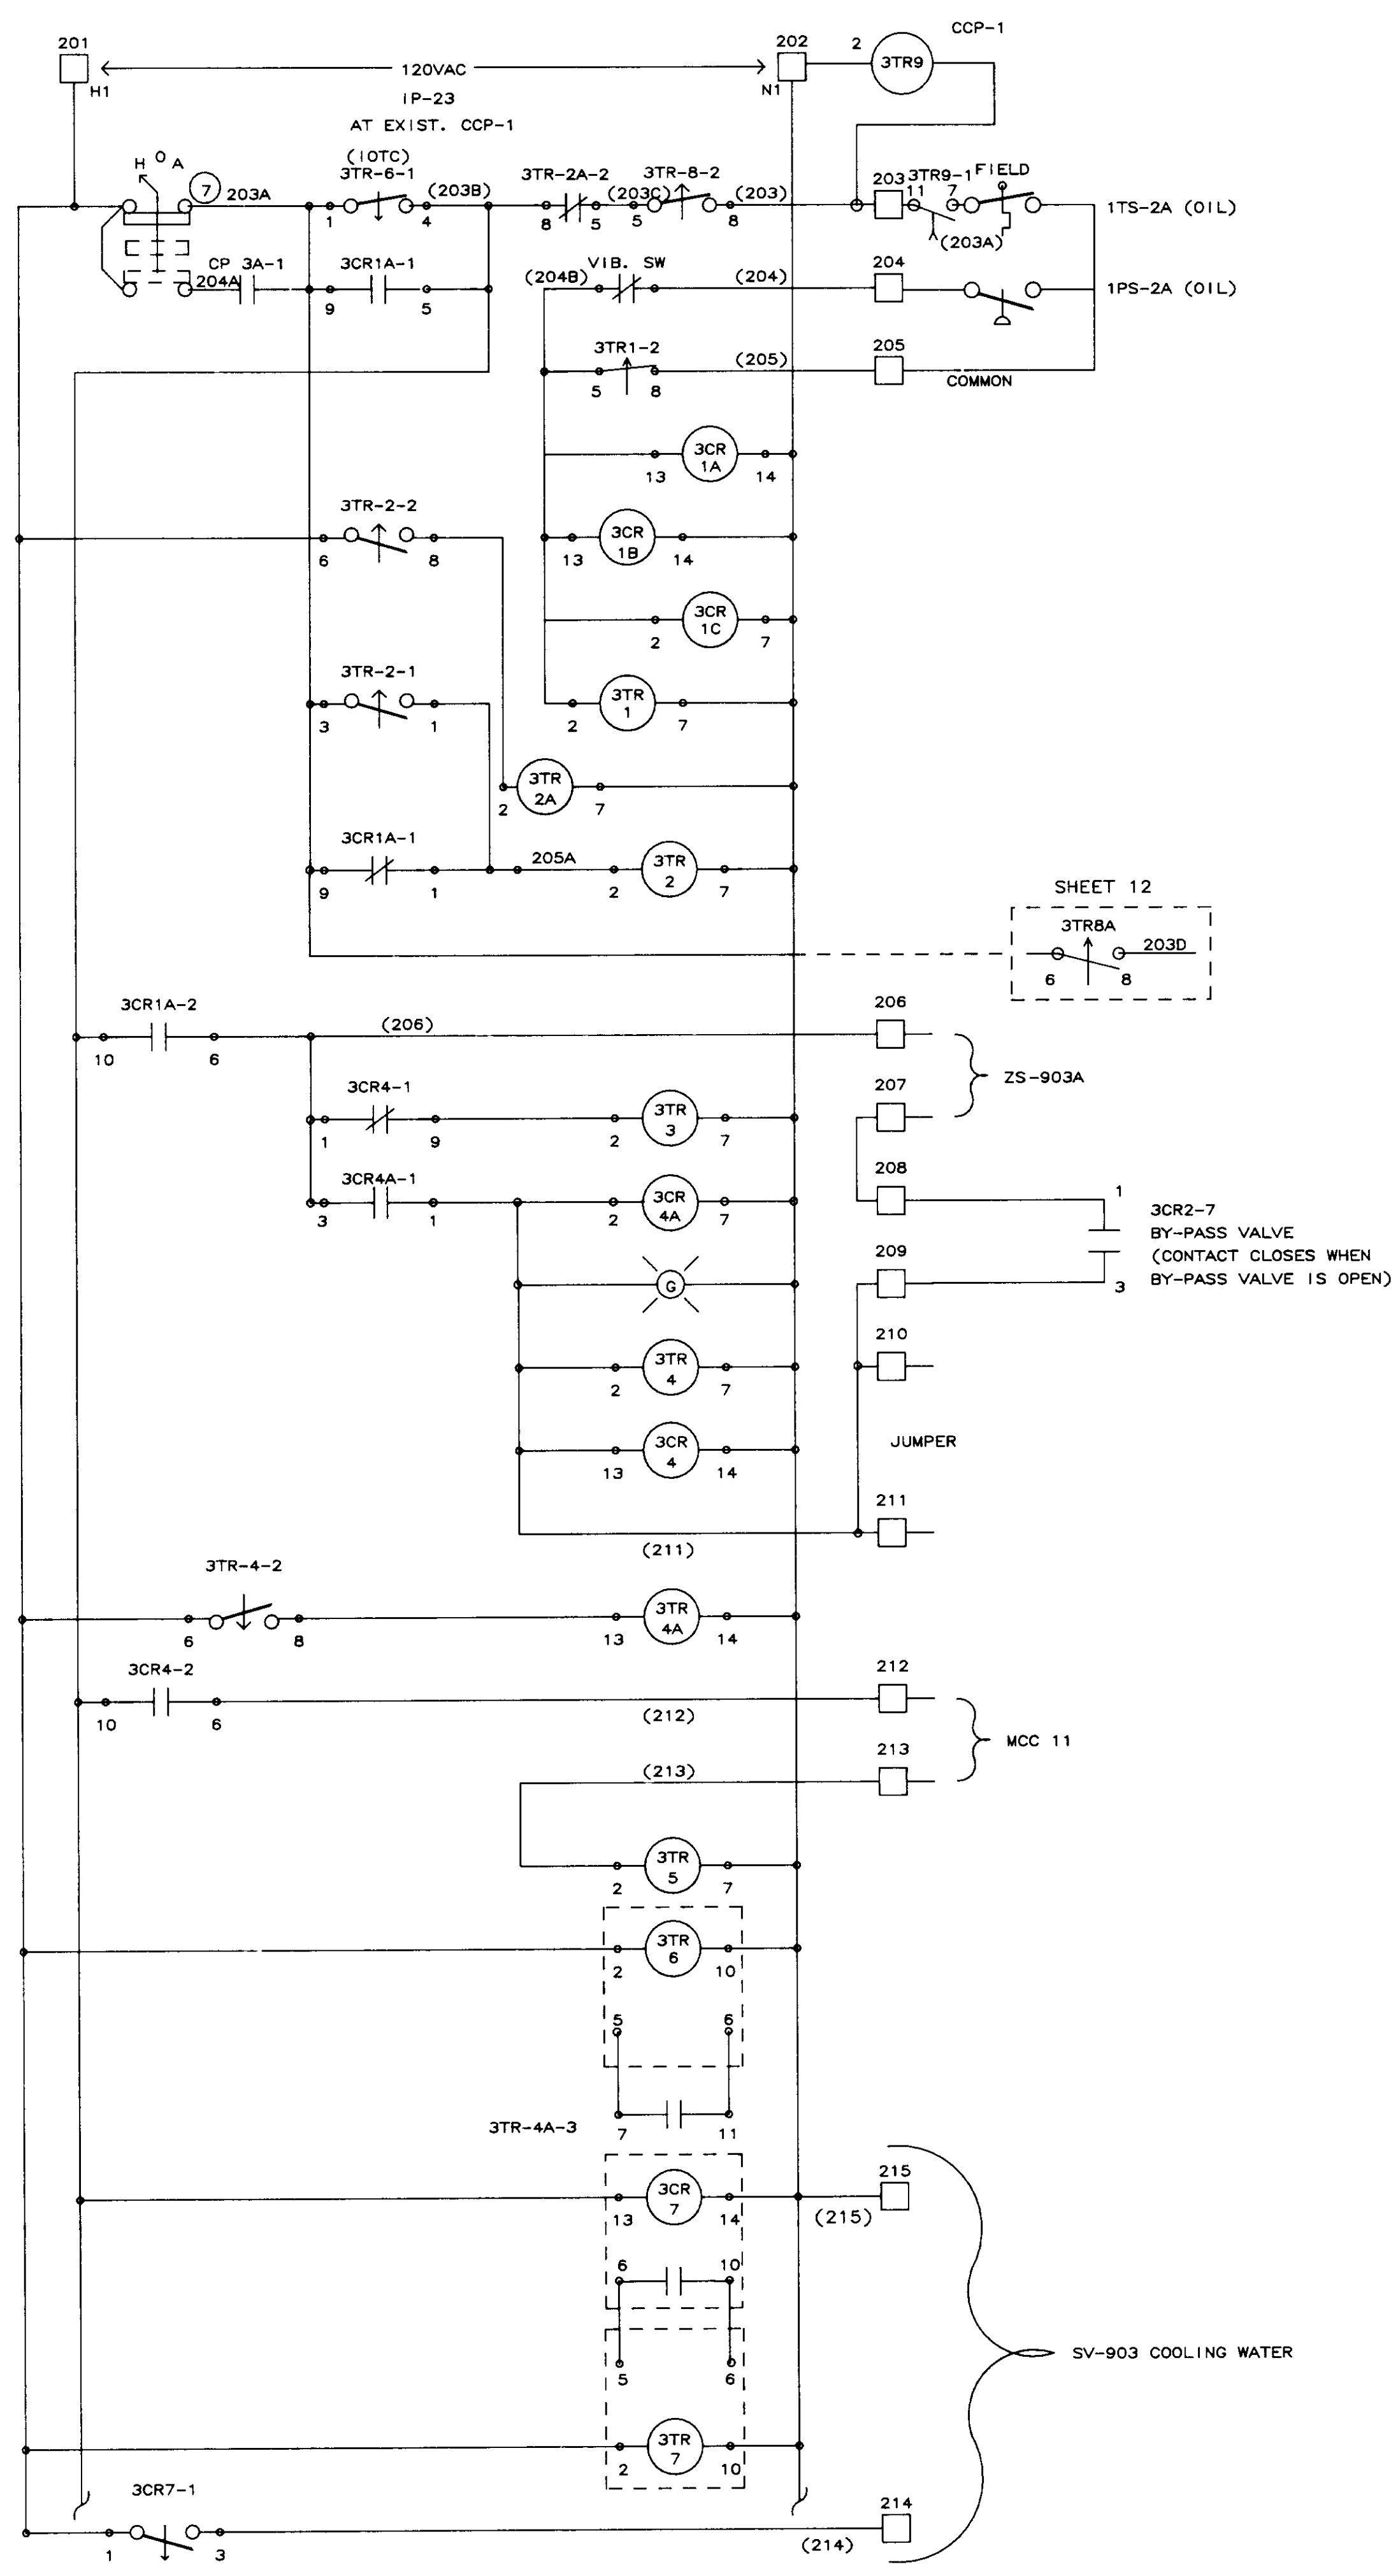 CCP-1
201
202
2
3TR9
120VAC
H1
N1
IP-23
AT EXIST. CCP-1
H O A
7
203A
(IOTC)
3TR-6-1
(203B)
3TR-2A-2
(203C)
3TR-8-2
(203)
203
3TR9-1
FIELD
11
7
1
4
8
5
5
8
(203A)
1TS-2A (OIL)
CP 3A-1
204A
3CR1A-1
9
5
(204B)
VIB. SW
(204)
204
1PS-2A (OIL)
3TR1-2
(205)
205
5
8
COMMON
3CR
1A
13
14
3TR-2-2
6
8
3CR
1B
13
14
3CR
1C
2
7
3TR-2-1
3
1
3TR
1
2
7
3TR
2A
2
7
3CR1A-1
9
1
205A
3TR
2
2
7
SHEET 12
3TR8A
203D
6
8
3CR1A-2
10
6
(206)
206
ZS-903A
3CR4-1
1
9
3TR
3
2
7
207
3CR4A-1
3
1
3CR
4A
2
7
208
1
3CR2-7
BY-PASS VALVE
(CONTACT CLOSES WHEN
BY-PASS VALVE IS OPEN)
G
209
3
3TR
4
2
7
210
3CR
4
13
14
JUMPER
211
(211)
3TR-4-2
6
8
3TR
4A
13
14
3CR4-2
10
6
(212)
212
MCC 11
(213)
213
3TR
5
2
7
3TR
6
2
10
5
6
3TR-4A-3
7
11
3CR
7
13
14
(215)
215
6
10
5
6
SV-903 COOLING WATER
3TR
7
2
10
3CR7-1
1
3
(214)
214